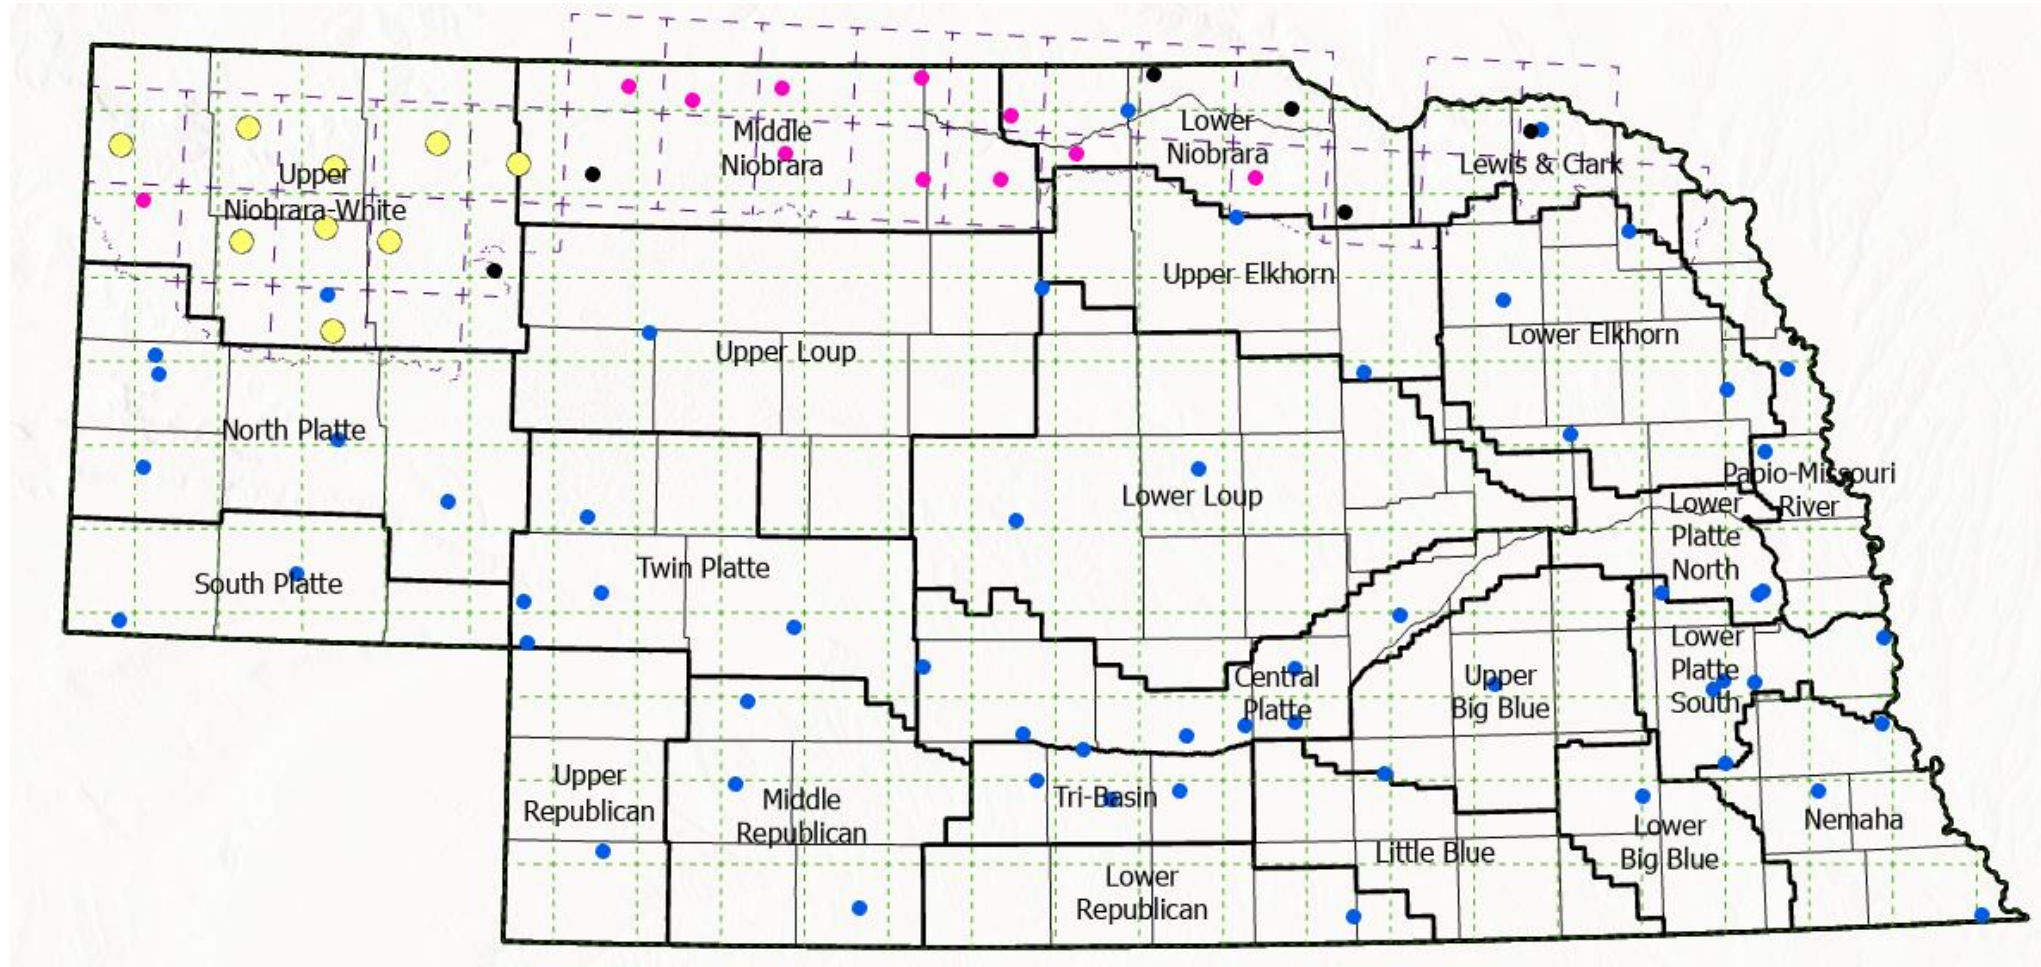 Middle
Niobrara
Lower
Niobrara
Lewis & Clark
Upper
Niobrara-White
Upper Elkhorn
Lower Elkhorn
Upper Loup
North Platte
Papio-Missouri
River
Lower Loup
Lower
Platte
North
Twin Platte
South Platte
Lower
Platte
South
Central
Platte
Upper
Big Blue
Upper
Republican
Middle
Republican
Tri-Basin
Nemaha
Lower
Big Blue
Little Blue
Lower
Republican